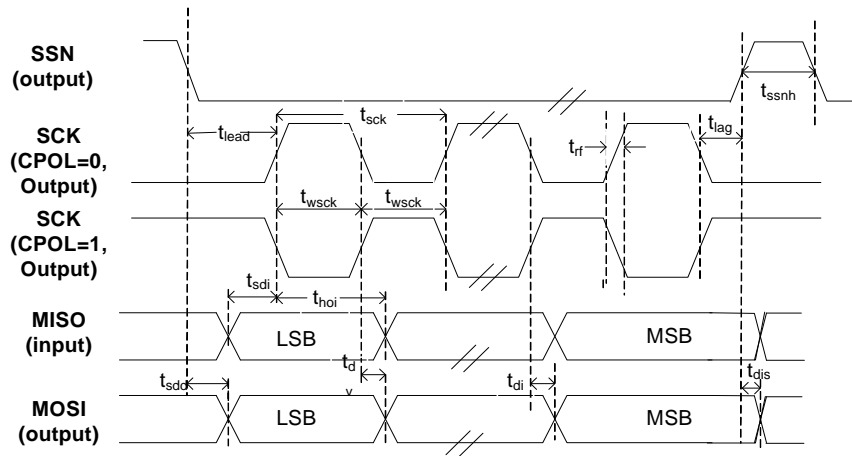 SSN
(output)
t_ssnh
SCK
(CPOL=0,
Output)
t_lead
t_sck
t_rf
t_lag
SCK
(CPOL=1,
Output)
t_wsck
t_wsck
t_sdi
t_hoi
MISO
(input)
LSB
MSB
t_sdd
t_d
v
t_di
t_dis
MOSI
(output)
LSB
MSB